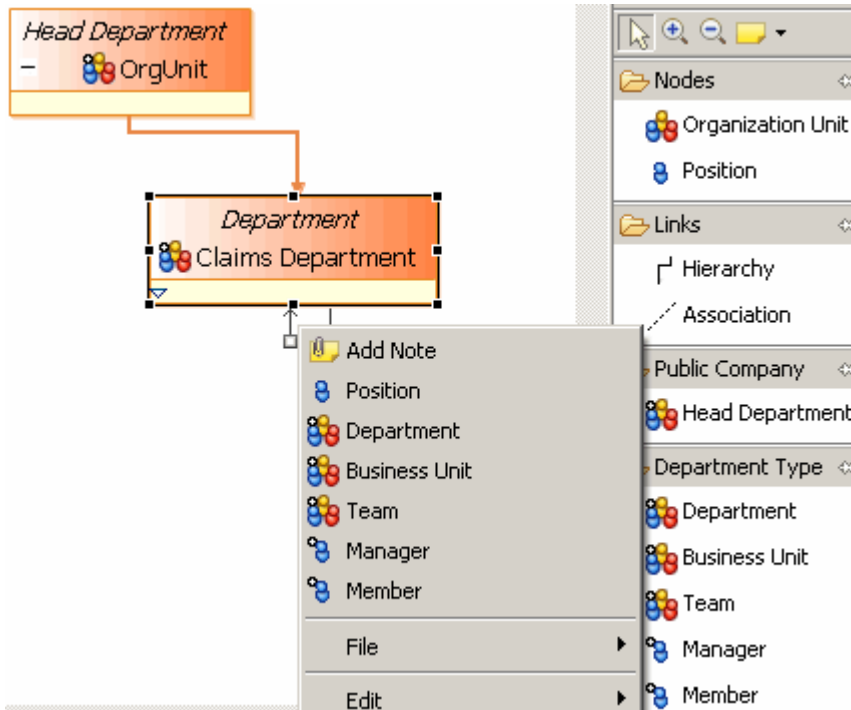 Head Department
OrgUnit
Department
Claims Department
Add Note
Position
Department
Business Unit
Team
Manager
Member
File
Edit
Nodes
Organization Unit
Position
Links
Hierarchy
Association
Public Company
Head Department
Department Type
Department
Business Unit
Team
Manager
Member